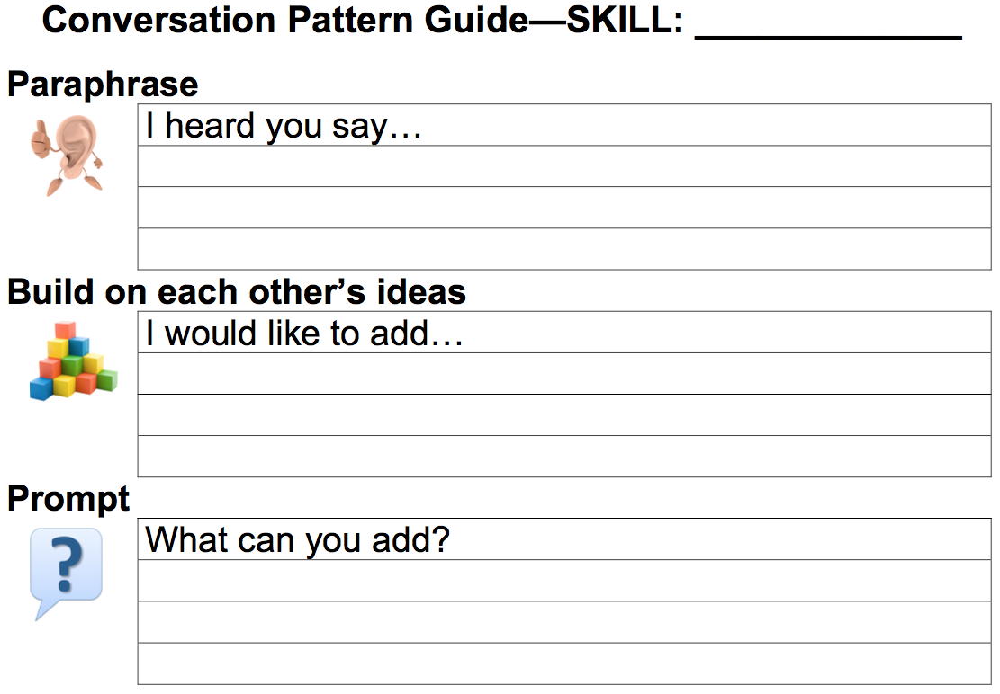 Conversation Pattern Guide—SKILL: ______________
Paraphrase
I heard you say…
Build on each other’s ideas
I would like to add…
Prompt
?
What can you add?